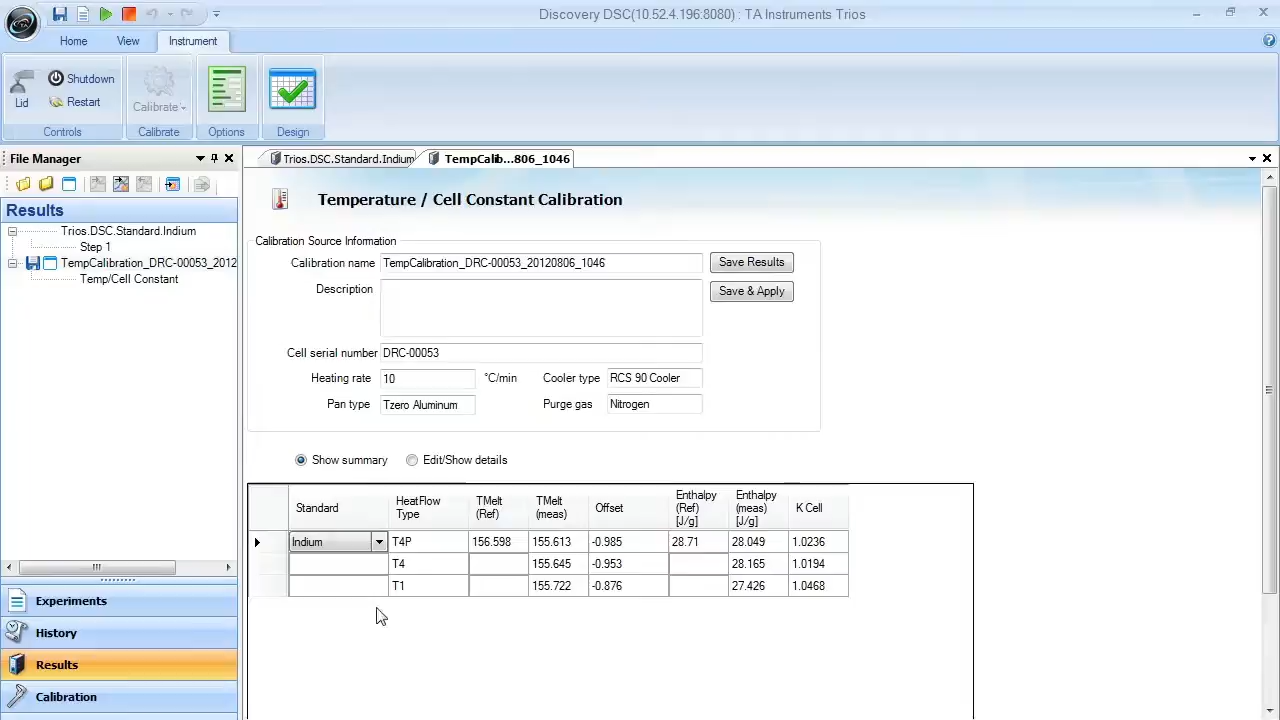 Discovery DSC(10.52.4.196:8080) : TA Instruments Trios
TA
Home View Instrument
Lid
Shutdown
Restart
Calibrate
Controls Calibrate Options Design
File Manager
Results
Trios.DSC.Standard.Indium
Step 1
TempCalibration_DRC-00053_2012
Temp/Cell Constant
Experiments
History
Results
Calibration
Trios.DSC.Standard.Indium TempCalib...806_1046
Temperature / Cell Constant Calibration
Calibration Source Information
Calibration name TempCalibration_DRC-00053_20120806_1046 Save Results
Description Save & Apply
Cell serial number DRC-00053
Heating rate 10 °C/min Cooler type RCS 90 Cooler
Pan type Tzero Aluminum Purge gas Nitrogen
Show summary Edit/Show details
Standard HeatFlow Type TMelt (Ref) TMelt (meas) Offset Enthalpy (Ref) [J/g] Enthalpy (meas) [J/g] K Cell
Indium T4P 156.598 155.613 -0.985 28.71 28.049 1.0236
T4 155.645 -0.953 28.165 1.0194
T1 155.722 -0.876 27.426 1.0468